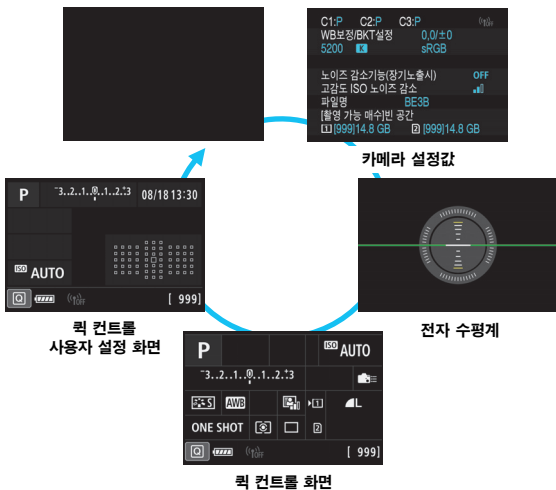 C1:P C2:P C3:P ((ṭ))OFF
WB보정/BKT설정 0,0/±0
5200 K sRGB
노이즈 감소기능(장기노출시) OFF
고감도 ISO 노이즈 감소
파일명 BE3B
[촬영 가능 매수]빈 공간
1 [999]14.8 GB 2 [999]14.8 GB
카메라 설정값
P -3..2..1..0..1..2..+3 08/18 13:30
ISO AUTO
Q OFF [ 999]
퀵 컨트롤
사용자 설정 화면
전자 수평계
P ISO AUTO
-3..2..1..0..1..2..+3
S AWB 1 L
ONE SHOT 2
Q OFF [ 999]
퀵 컨트롤 화면